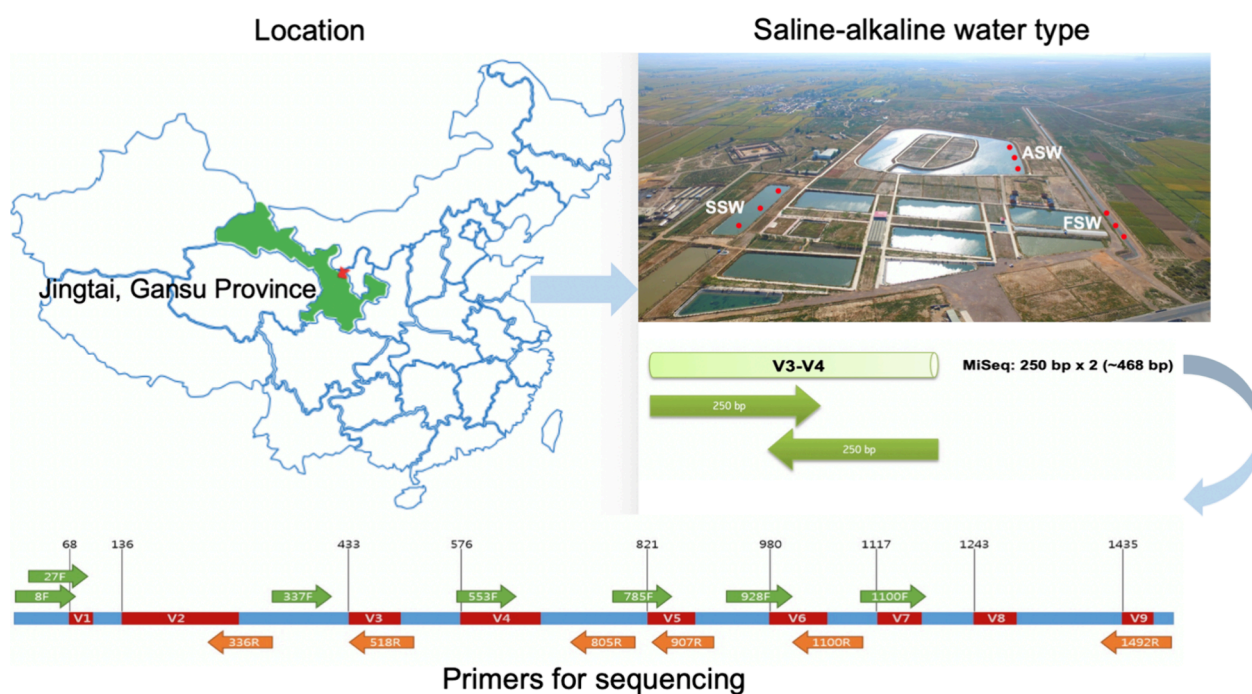 Location
Saline-alkaline water type
ASW
SSW
FSW
Jingtai, Gansu Province
V3-V4
MiSeq: 250 bp x 2 (~468 bp)
250 bp
250 bp
68 136 433 576 821 980 1117 1243 1435
27F
8F 337F 553F 785F 928F 1100F
V1 V2 V3 V4 V5 V6 V7 V8 V9
336R 518R 805R 907R 1100R 1492R
Primers for sequencing